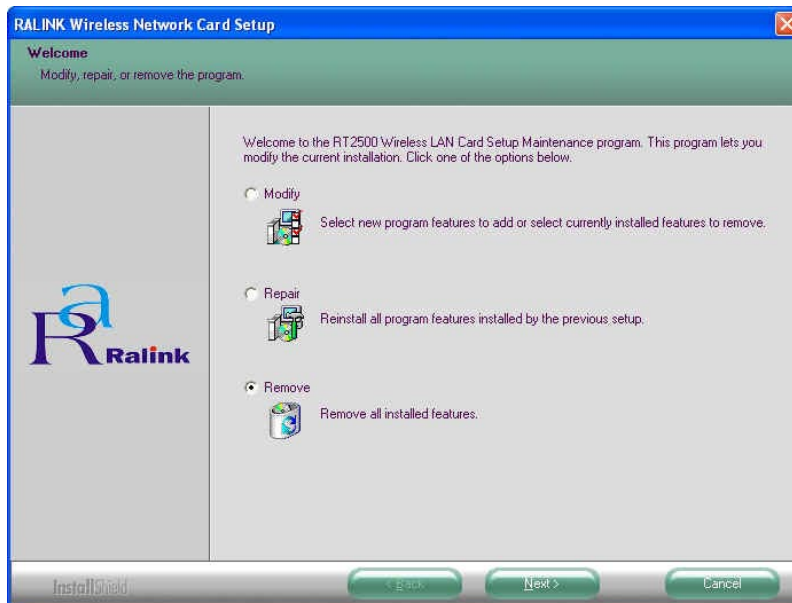 RALINK Wireless Network Card Setup
Welcome
Modify, repair, or remove the program.
Welcome to the RT2500 Wireless LAN Card Setup Maintenance program. This program lets you
modify the current installation. Click one of the options below.
Modify
Select new program features to add or select currently installed features to remove.
Repair
Reinstall all program features installed by the previous setup.
Ra Ralink
Remove
Remove all installed features.
InstallShield
< Back
Next >
Cancel